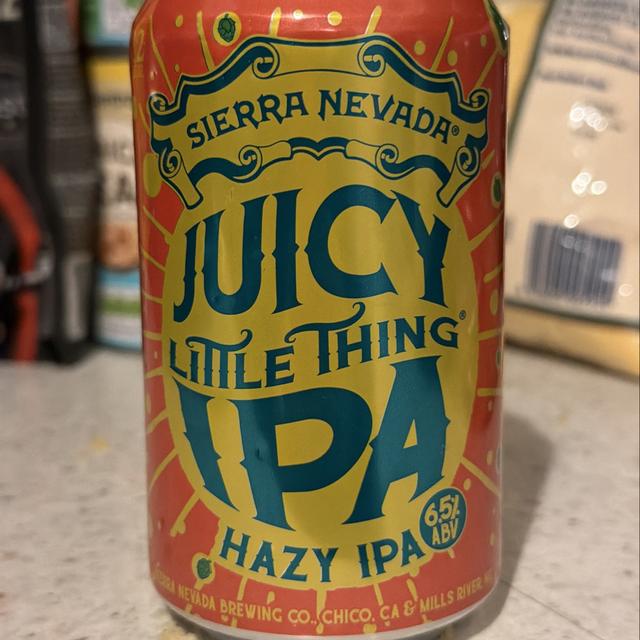 SIERRA NEVADA®
JUICY
LITTLE THING®
IPA
6.5%
ABV
HAZY IPA
SIERRA NEVADA BREWING CO., CHICO, CA & MILLS RIVER,